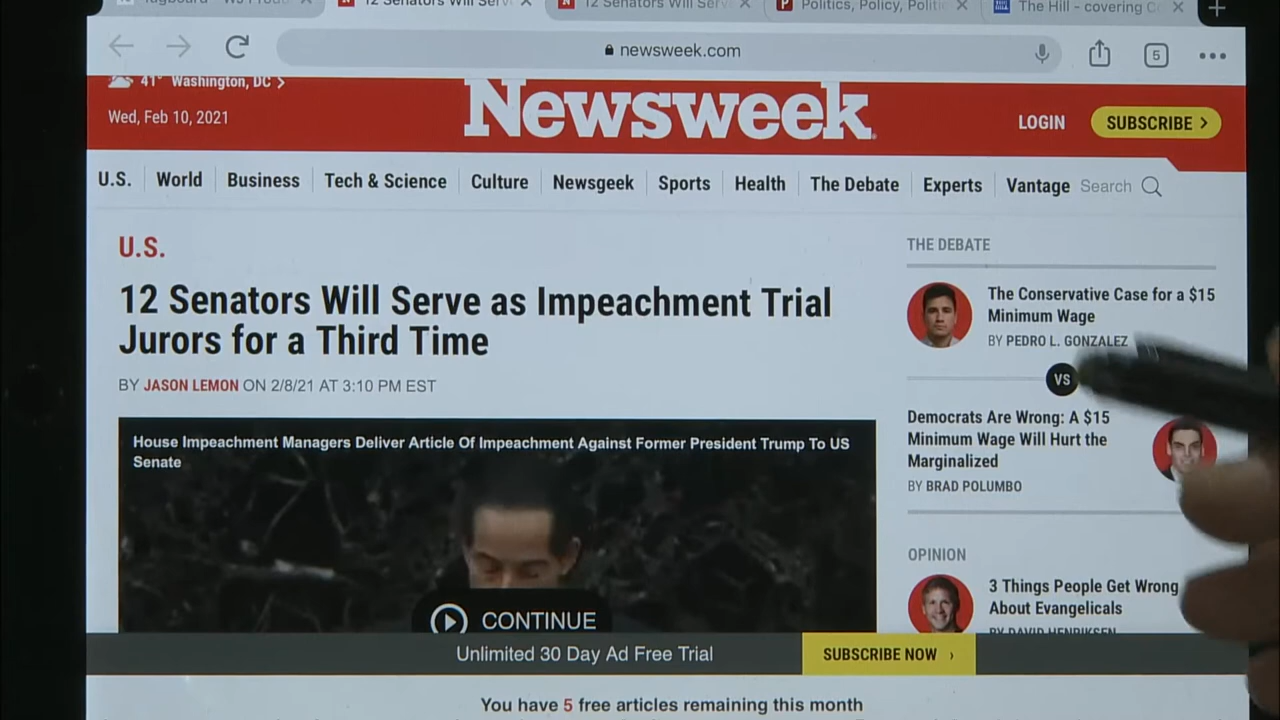 12 Senators Will Serv
12 Senators Will Serv
Politics, Policy, Politi
The Hill - covering C
newsweek.com
5
41° Washington, DC
Newsweek
Wed, Feb 10, 2021
LOGIN
SUBSCRIBE
U.S.
World
Business
Tech & Science
Culture
Newsgeek
Sports
Health
The Debate
Experts
Vantage
Search
U.S.
12 Senators Will Serve as Impeachment Trial
Jurors for a Third Time
BY JASON LEMON ON 2/8/21 AT 3:10 PM EST
House Impeachment Managers Deliver Article Of Impeachment Against Former President Trump To US
Senate
CONTINUE
THE DEBATE
The Conservative Case for a $15
Minimum Wage
BY PEDRO L. GONZALEZ
VS
Democrats Are Wrong: A $15
Minimum Wage Will Hurt the
Marginalized
BY BRAD POLUMBO
OPINION
3 Things People Get Wrong
About Evangelicals
BY DAVID HENRIKSEN
Unlimited 30 Day Ad Free Trial
SUBSCRIBE NOW
You have 5 free articles remaining this month